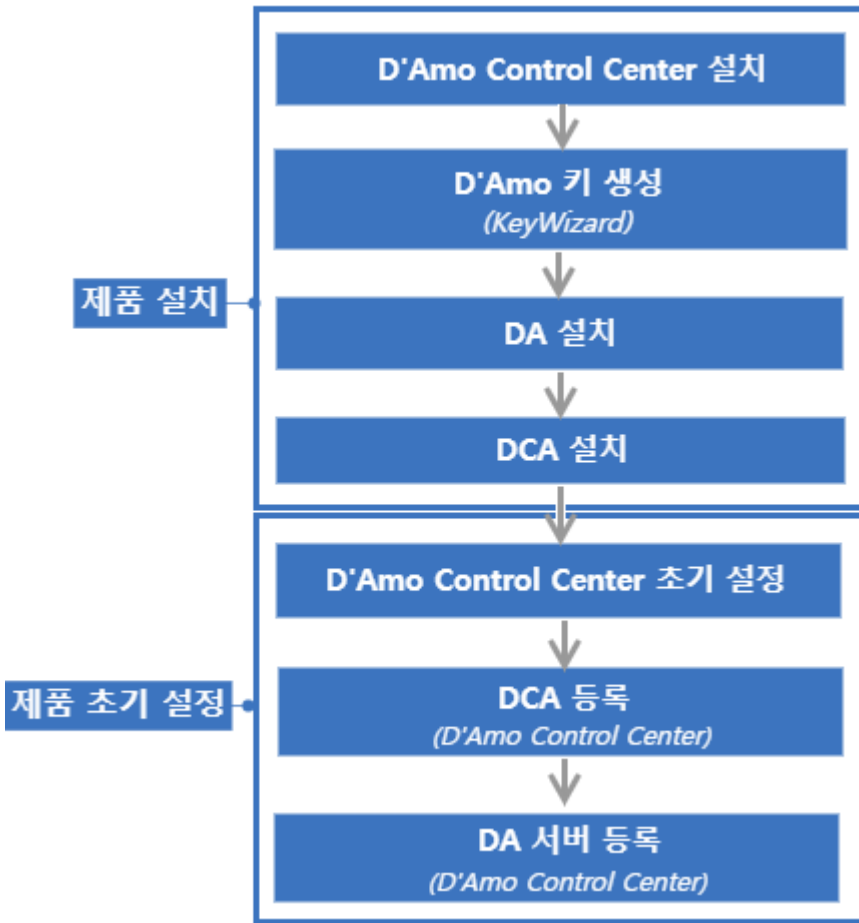 D'Amo Control Center 설치
D'Amo 키 생성
(KeyWizard)
제품 설치
DA 설치
DCA 설치
D'Amo Control Center 초기 설정
제품 초기 설정
DCA 등록
(D'Amo Control Center)
DA 서버 등록
(D'Amo Control Center)